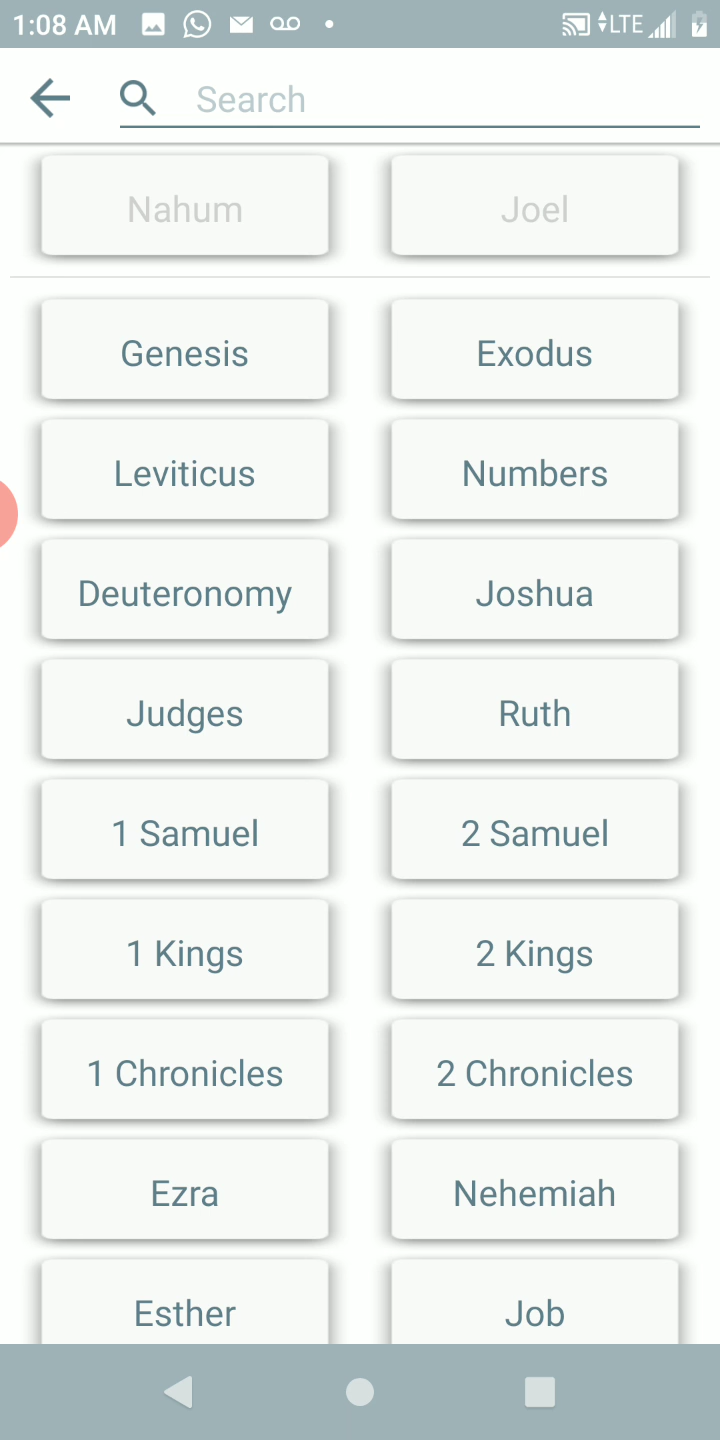 1:08 AM LTE
Search
Nahum Joel
Genesis Exodus
Leviticus Numbers
Deuteronomy Joshua
Judges Ruth
1 Samuel 2 Samuel
1 Kings 2 Kings
1 Chronicles 2 Chronicles
Ezra Nehemiah
Esther Job